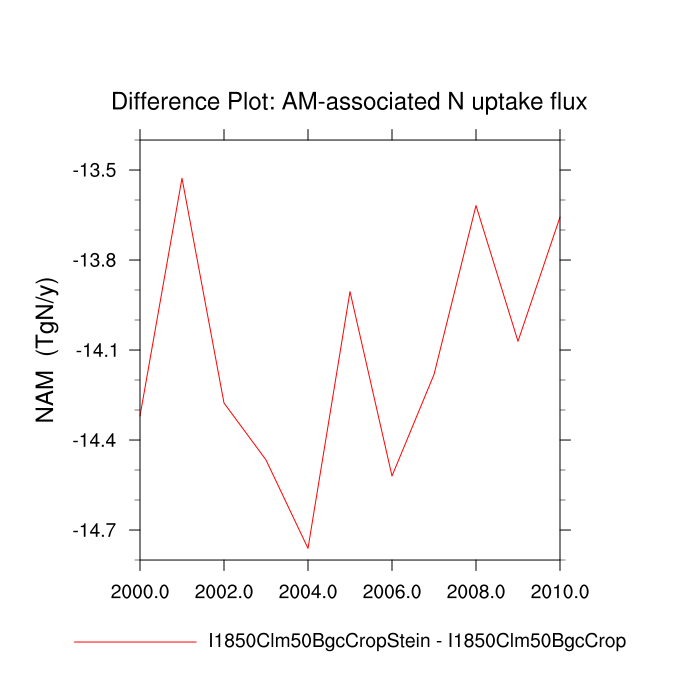 Difference Plot: AM-associated N uptake flux
NAM (TgN/y)
-13.5
-13.8
-14.1
-14.4
-14.7
2000.0 2002.0 2004.0 2006.0 2008.0 2010.0
I1850Clm50BgcCropStein - I1850Clm50BgcCrop